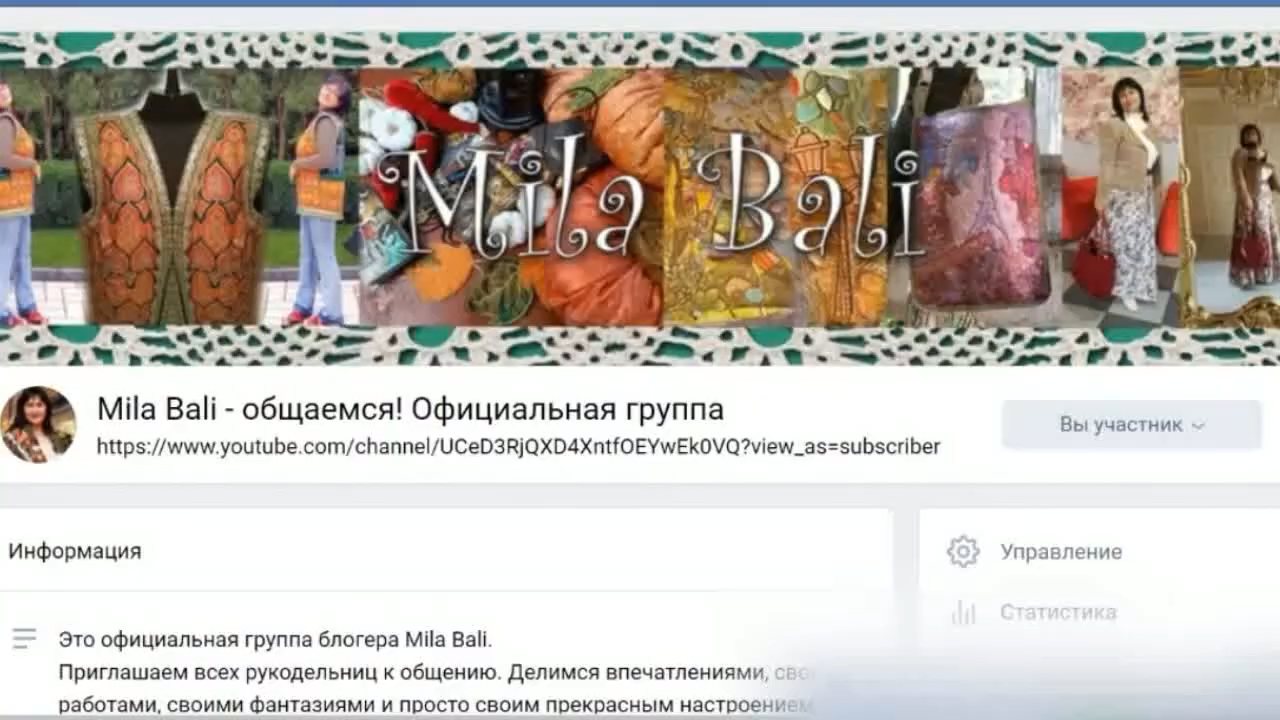 Mila Bali
Mila Bali - общаемся! Официальная группа
https://www.youtube.com/channel/UCeD3RjQXD4XntfOEYwEk0VQ?view_as=subscriber
Вы участник
Информация
Управление
Статистика
Это официальная группа блогера Mila Bali.
Приглашаем всех рукодельниц к общению. Делимся впечатлениями,
работами, своими фантазиями и просто своим прекрасным настроением